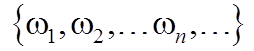 {ω₁, ω₂, …ωₙ, …}